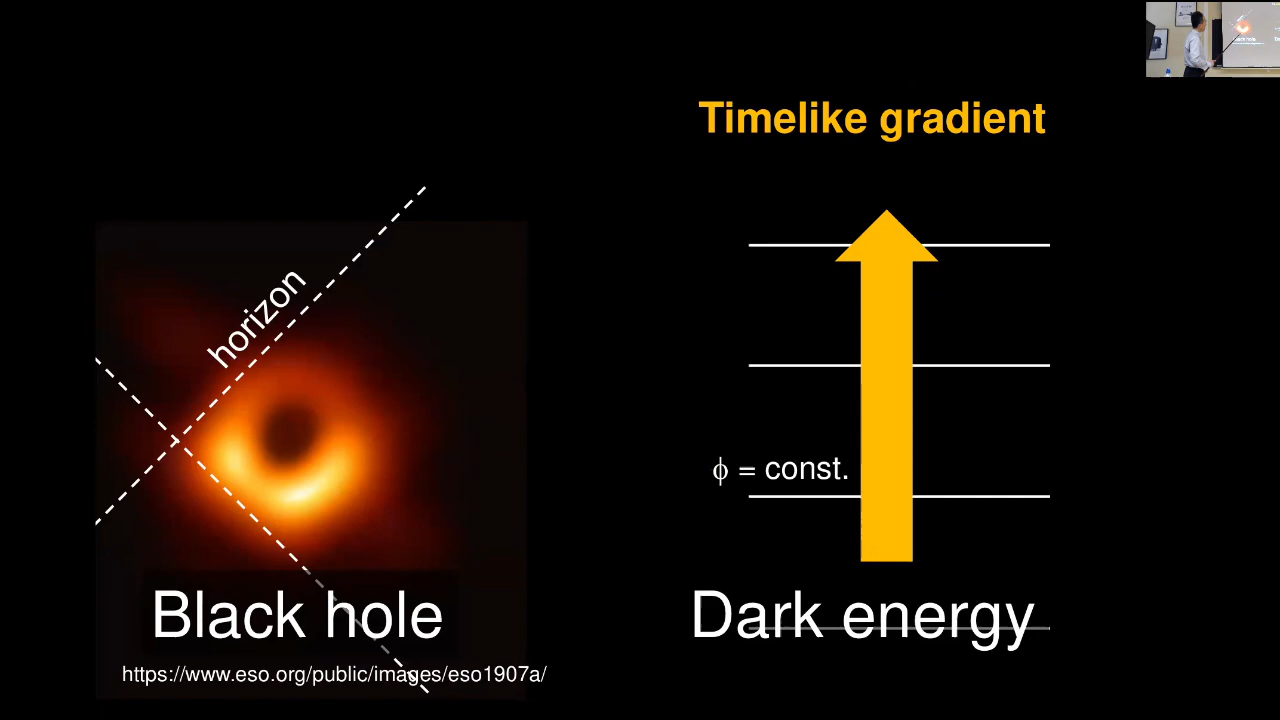 Timelike gradient
horizon
ϕ = const.
Black hole
Dark energy
https://www.eso.org/public/images/eso1907a/